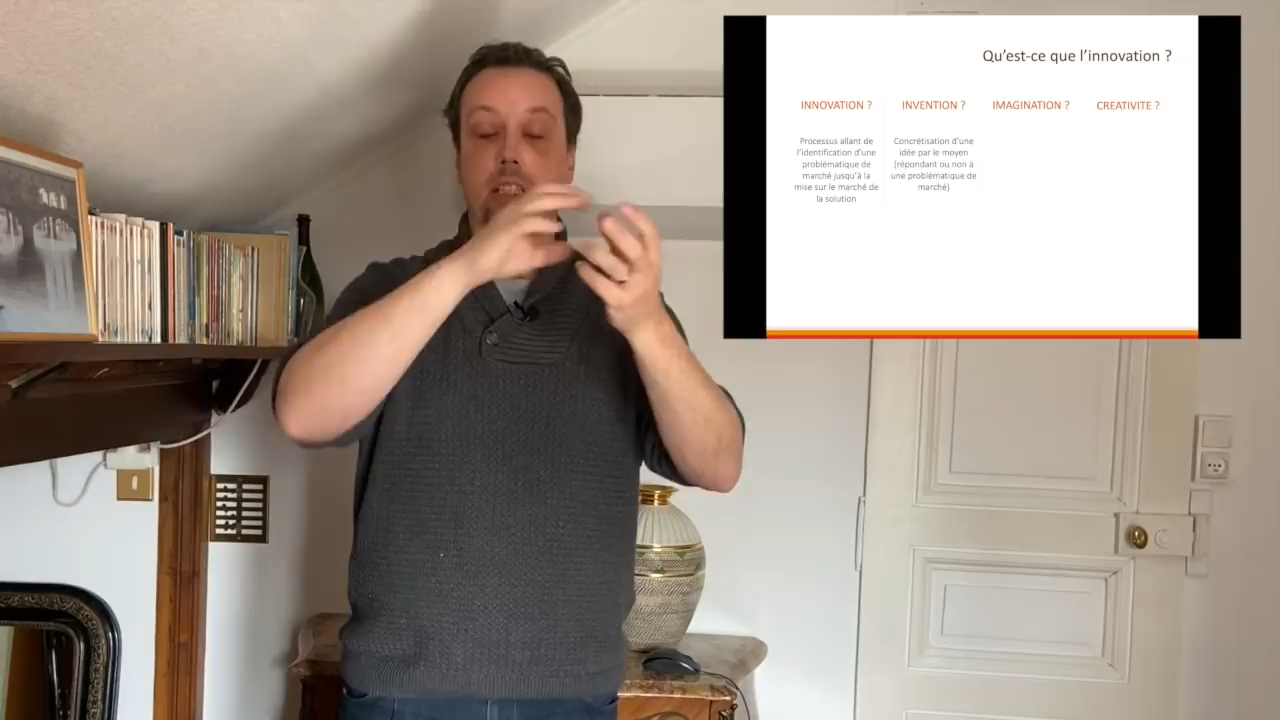 Qu'est-ce que l'innovation ?
INNOVATION ?
Processus allant de
l'identification d'une
problématique de
marché jusqu'à la
mise sur le marché de
la solution
INVENTION ?
Concrétisation d'une
idée par le moyen
(répondant ou non à
une problématique de
marché)
IMAGINATION ?
CREATIVITE ?